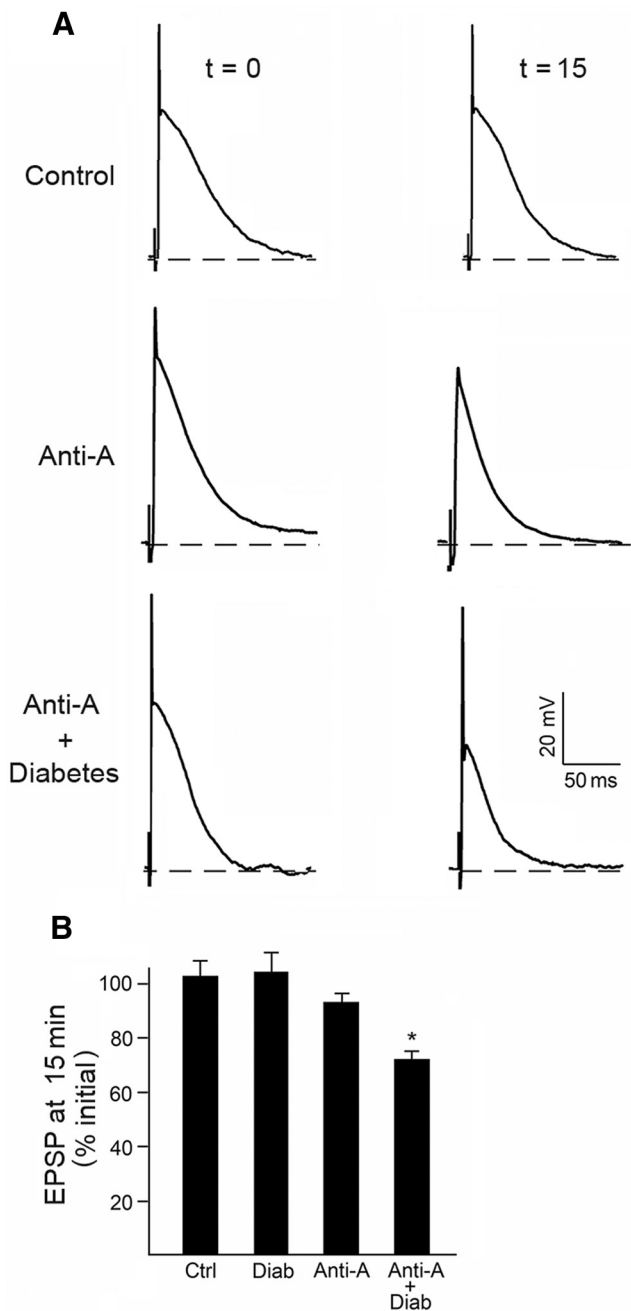 A
t = 0
t = 15
Control
Anti-A
Anti-A
+
Diabetes
20 mV
50 ms
B
EPSP at 15 min
(% initial)
100
80
60
40
20
*
Ctrl
Diab
Anti-A
Anti-A
+
Diab